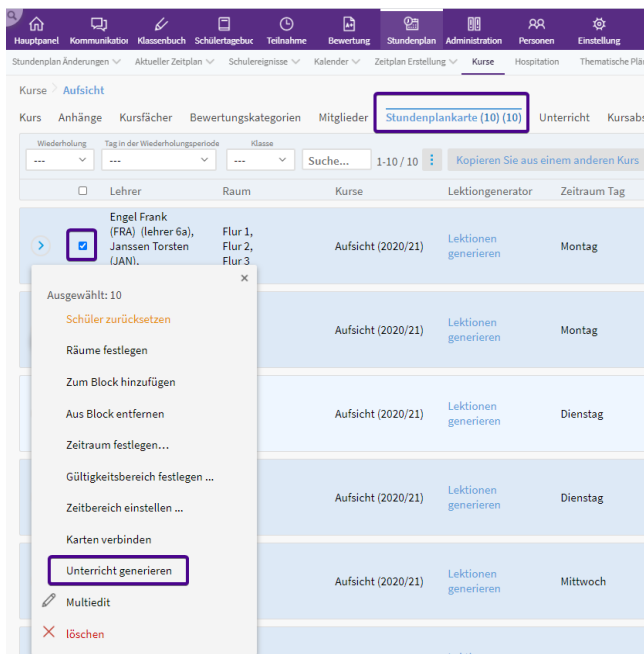 Hauptpanel Kommunikation Klassenbuch Schülertagebuc Teilnahme Bewertung Stundenplan Administration Personen Einstellung
Stundenplan Änderungen Aktueller Zeitplan Schulereignisse Kalender Zeitplan Erstellung Kurse Hospitation Thematische Plä
Kurse Aufsicht
Kurs Anhänge Kursfächer Bewertungskategorien Mitglieder Stundenplankarte (10) (10) Unterricht Kursabs
Wiederholung Tag in der Wiederholungsperiode Klasse
--- --- --- Suche... 1-10 / 10 Kopieren Sie aus einem anderen Kurs
Lehrer Raum Kurse Lektiongenerator Zeitraum Tag
Engel Frank
(FRA) (lehrer 6a), Flur 1,
Janssen Torsten Flur 2, Aufsicht (2020/21) Lektionen generieren Montag
(JAN), Flur 3
Ausgewählt: 10
Schüler zurücksetzen
Aufsicht (2020/21) Lektionen generieren Montag
Räume festlegen
Zum Block hinzufügen
Aus Block entfernen
Aufsicht (2020/21) Lektionen generieren Dienstag
Zeitraum festlegen...
Gültigkeitsbereich festlegen ...
Aufsicht (2020/21) Lektionen generieren Dienstag
Zeitbereich einstellen ...
Karten verbinden
Unterricht generieren
Aufsicht (2020/21) Lektionen generieren Mittwoch
Multiedit
löschen